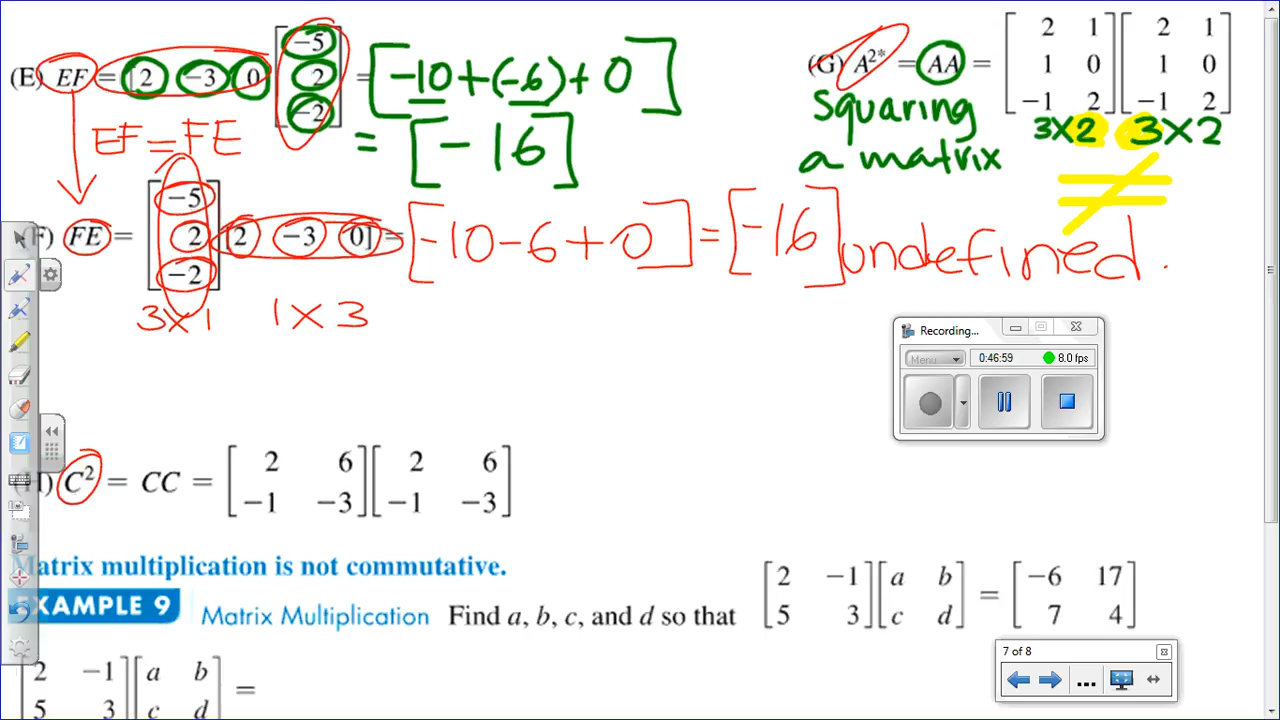 (E) EF = [2 −3 0] [−5 2 −2] = [−10 + (−6) + 0]
= [−16]
EF = FE
(G) A²* = AA = [2 1 1 0 −1 2] [2 1 1 0 −1 2]
Squaring a matrix
3×2 3×2
≠
undefined.
(F) FE = [−5 2 −2] [2 −3 0] = [−10 − 6 + 0] = [−16]
3×1 1×3
Recording...
Menu
0:46:59
8.0 fps
(H) C² = CC = [2 6 −1 −3] [2 6 −1 −3]
Matrix multiplication is not commutative.
EXAMPLE 9 Matrix Multiplication Find a, b, c, and d so that [2 −1 5 3] [a b c d] = [−6 17 7 4]
7 of 8
[2 −1 5 3] [a b c d] =